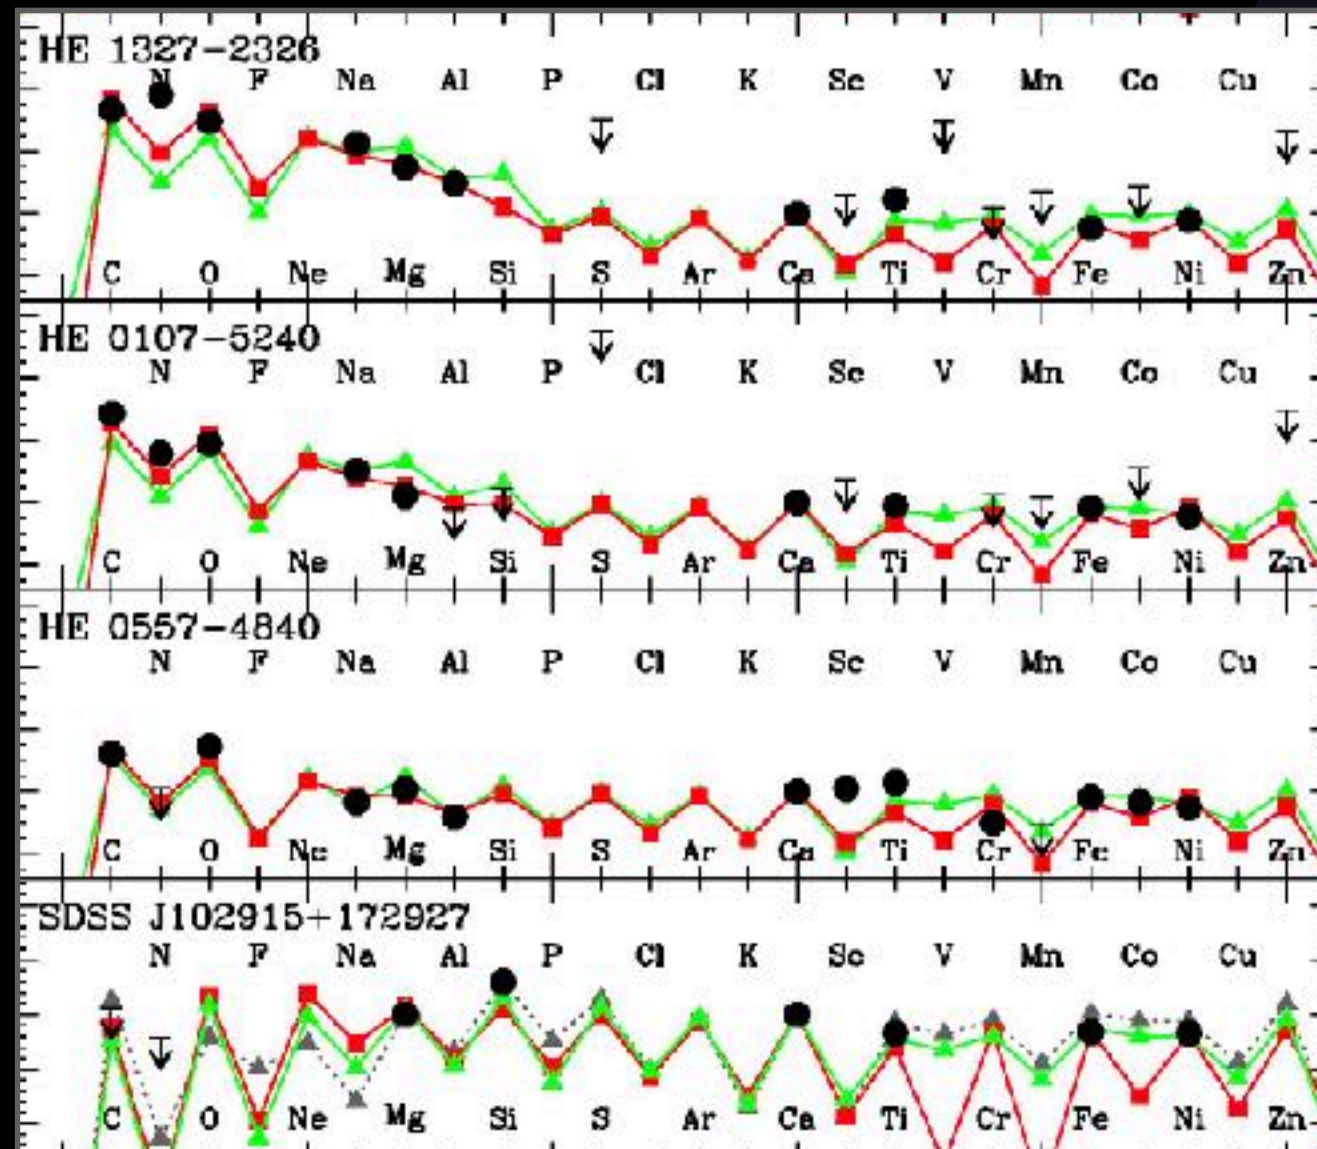 HE 1327-2326
N F Na Al P Cl K Sc V Mn Co Cu
C O Ne Mg Si S Ar Ca Ti Cr Fe Ni Zn
HE 0107-5240
N F Na Al P Cl K Sc V Mn Co Cu
C O Ne Mg Si S Ar Ca Ti Cr Fe Ni Zn
HE 0557-4840
N F Na Al P Cl K Sc V Mn Co Cu
C O Ne Mg Si S Ar Ca Ti Cr Fe Ni Zn
SDSS J102915+172927
N F Na Al P Cl K Sc V Mn Co Cu
C O Ne Mg Si S Ar Ca Ti Cr Fe Ni Zn